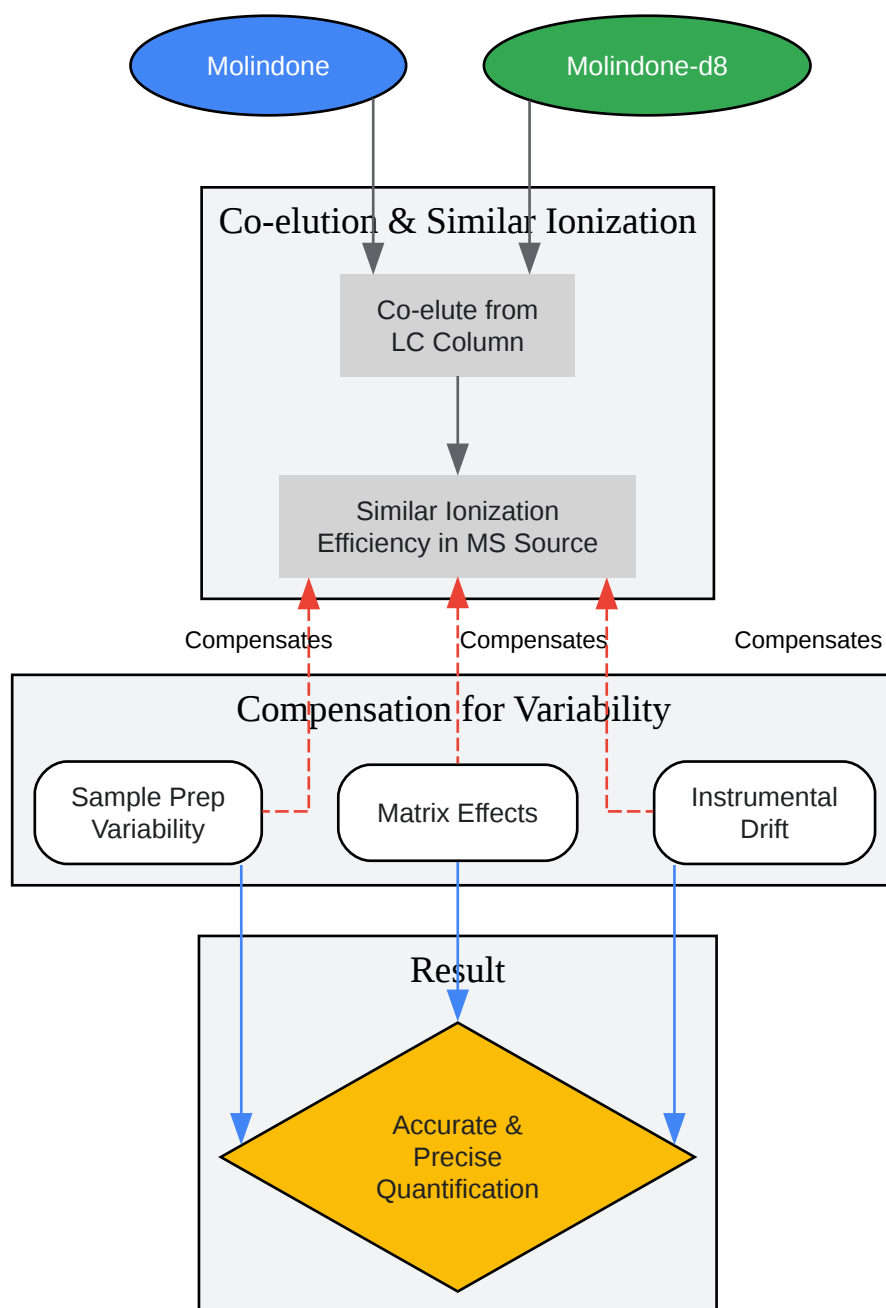 Molindone
Molindone-d8
Co-elution & Similar Ionization
Co-elute from
LC Column
Similar Ionization
Efficiency in MS Source
Compensates
Compensates
Compensates
Compensation for Variability
Sample Prep
Variability
Matrix Effects
Instrumental
Drift
Result
Accurate &
Precise
Quantification